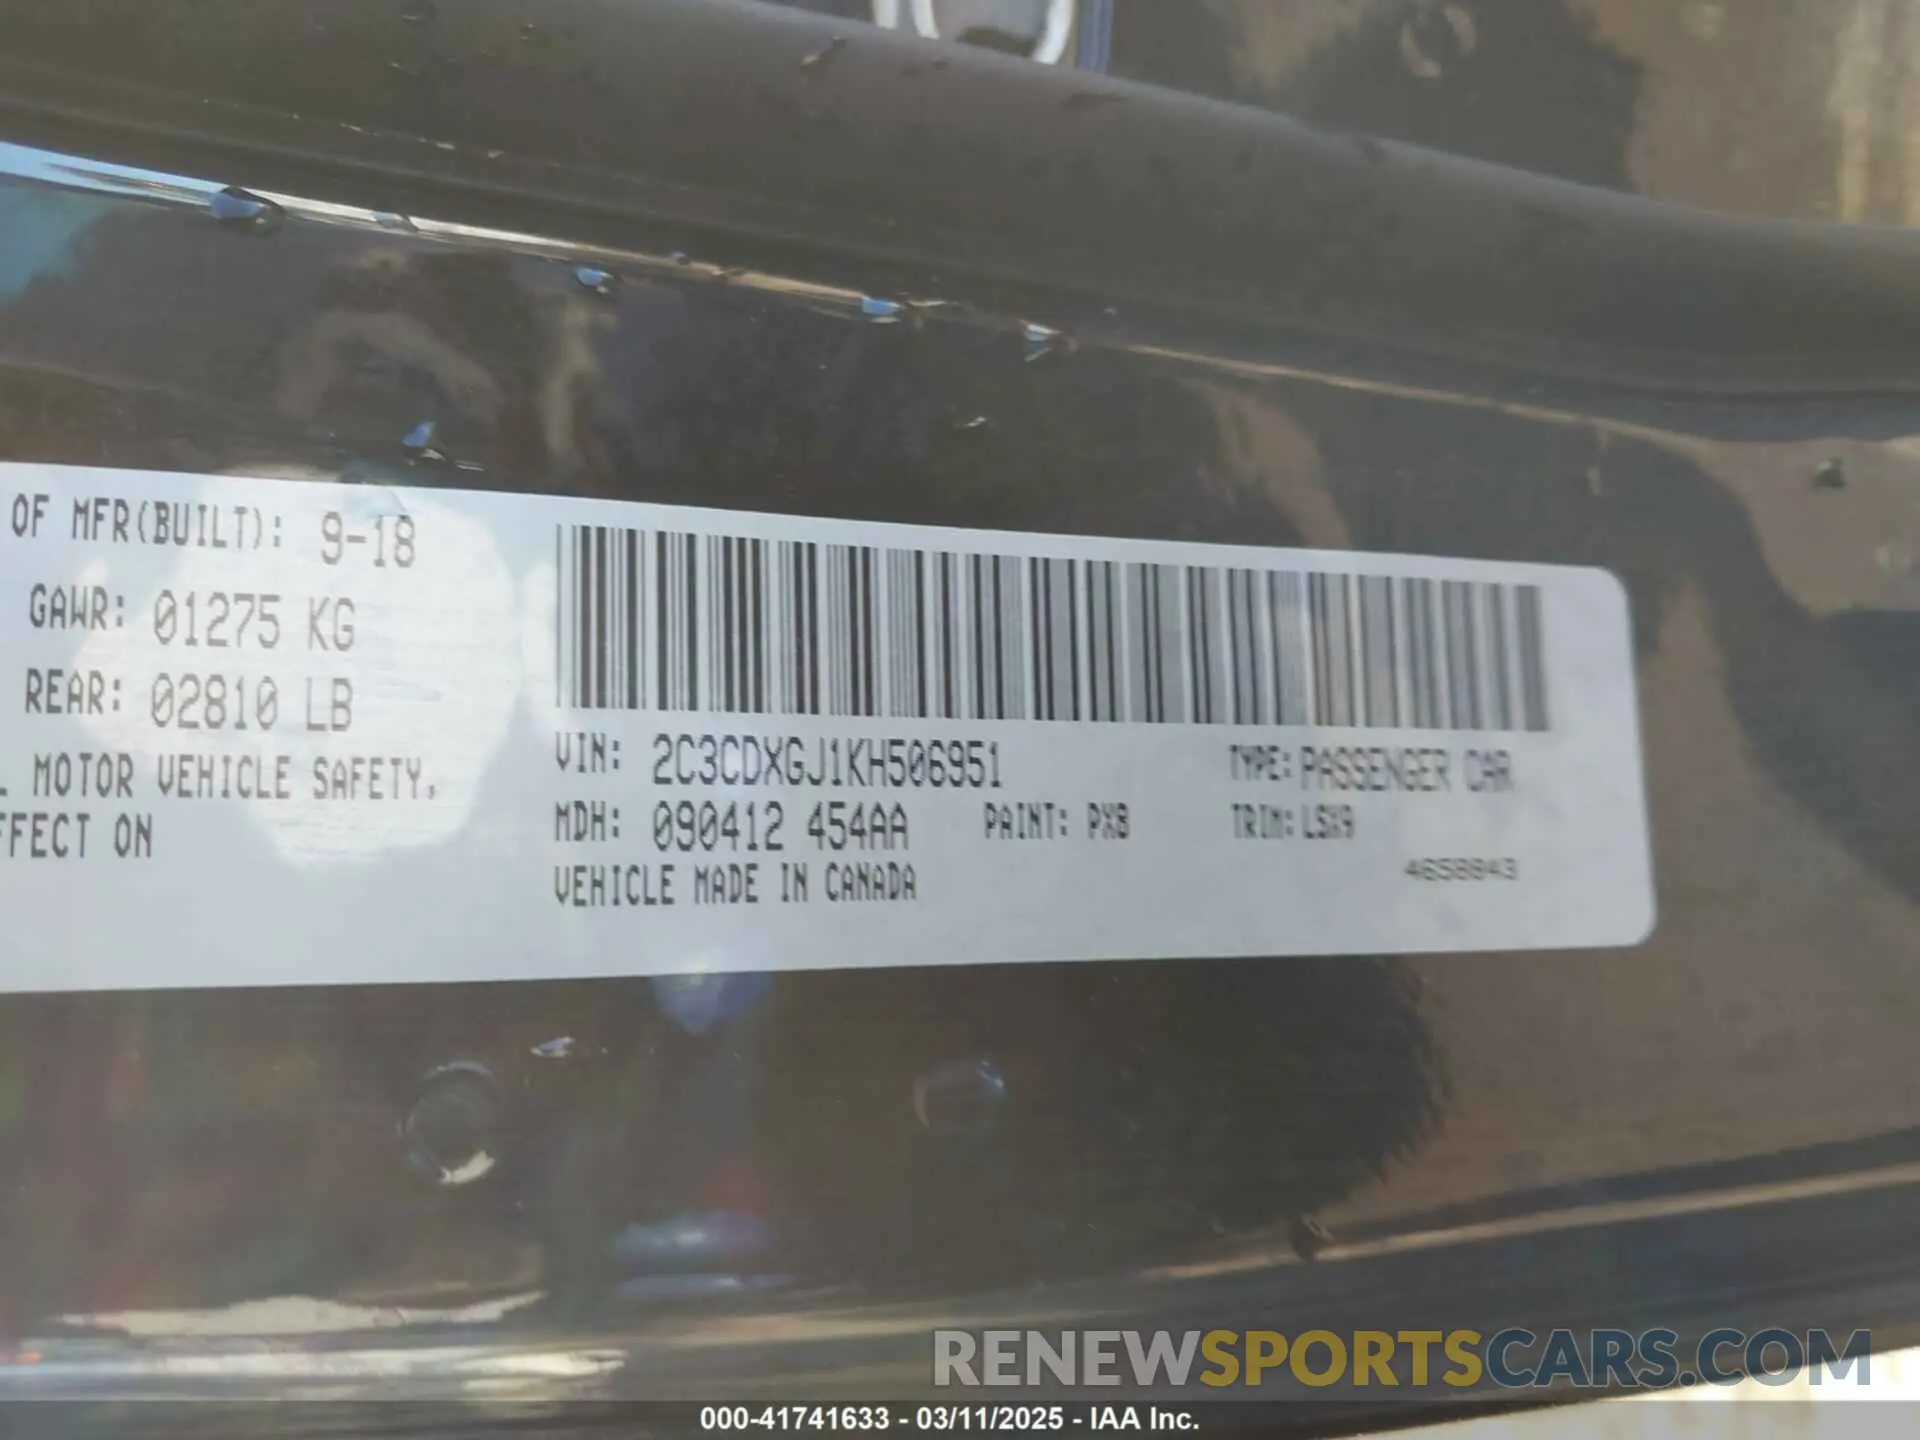 OF MFR(BUILT): 9-18
GAWR: 01275 KG
REAR: 02810 LB
MOTOR VEHICLE SAFETY,
FFECT ON
VIN: 2C3CDXGJ1KH506951
TYPE: PASSENGER CAR
MDH: 090412 454AA
PAINT: PX8
TRIM: LSX9
VEHICLE MADE IN CANADA
4658843
RENEWSPORTSCARS.COM
000-41741633 - 03/11/2025 - IAA Inc.